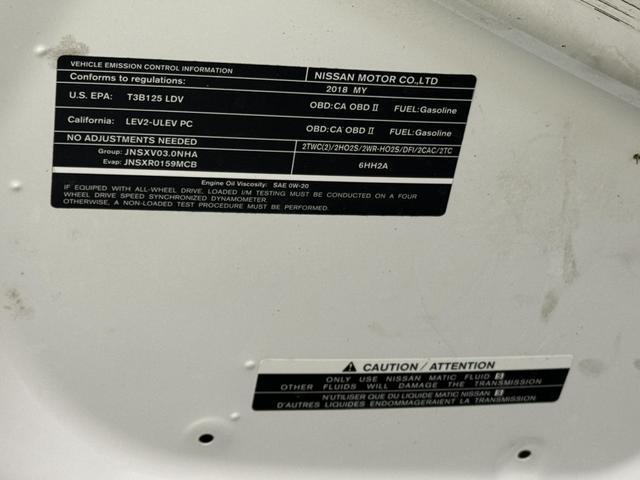 VEHICLE EMISSION CONTROL INFORMATION
NISSAN MOTOR CO.,LTD
Conforms to regulations:
2018 MY
U.S. EPA: T3B125 LDV
OBD:CA OBD II FUEL:Gasoline
California: LEV2-ULEV PC
OBD:CA OBD II FUEL:Gasoline
NO ADJUSTMENTS NEEDED
2TWC(2)/2HO2S/2WR-HO2S/DFI/2CAC/2TC
Group: JNSXV03.0NHA
Evap: JNSXR0159MCB
6HH2A
Engine Oil Viscosity: SAE 0W-20
IF EQUIPPED WITH ALL-WHEEL DRIVE, LOADED I/M TESTING MUST BE CONDUCTED ON A FOUR
WHEEL DRIVE SPEED SYNCHRONIZED DYNAMOMETER.
OTHERWISE, A NON-LOADED TEST PROCEDURE MUST BE PERFORMED.
CAUTION / ATTENTION
ONLY USE NISSAN MATIC FLUID S
OTHER FLUIDS WILL DAMAGE THE TRANSMISSION
N'UTILISER QUE DU LIQUIDE MATIC NISSAN S
D'AUTRES LIQUIDES ENDOMMAGERAIENT LA TRANSMISSION